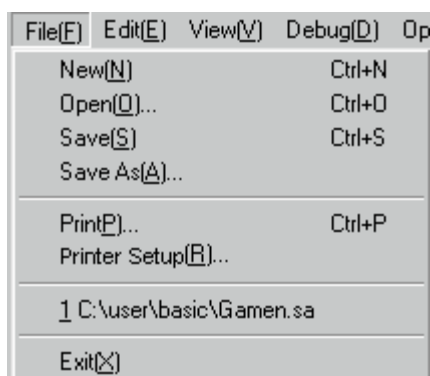 File(F) Edit(E) View(V) Debug(D) Op
New(N) Ctrl+N
Open(O)... Ctrl+O
Save(S) Ctrl+S
Save As(A)...
PrintP)... Ctrl+P
Printer Setup(R)...
1 C:\user\basic\Gamen.sa
Exit(X)